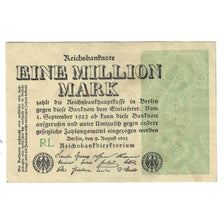 Reichsbanknote
EINE MILLION
MARK
zahlt die Reichsbankhauptkasse in Berlin
gegen diese Banknote dem Einlieferer. Vom
1. September 1923 ab kann diese Banknote
aufgerufen und unter Umtausch gegen andere
gesetzliche Zahlungsmittel eingezogen werden
Berlin, den 9. August 1923
RL
Reichsbankdirektorium